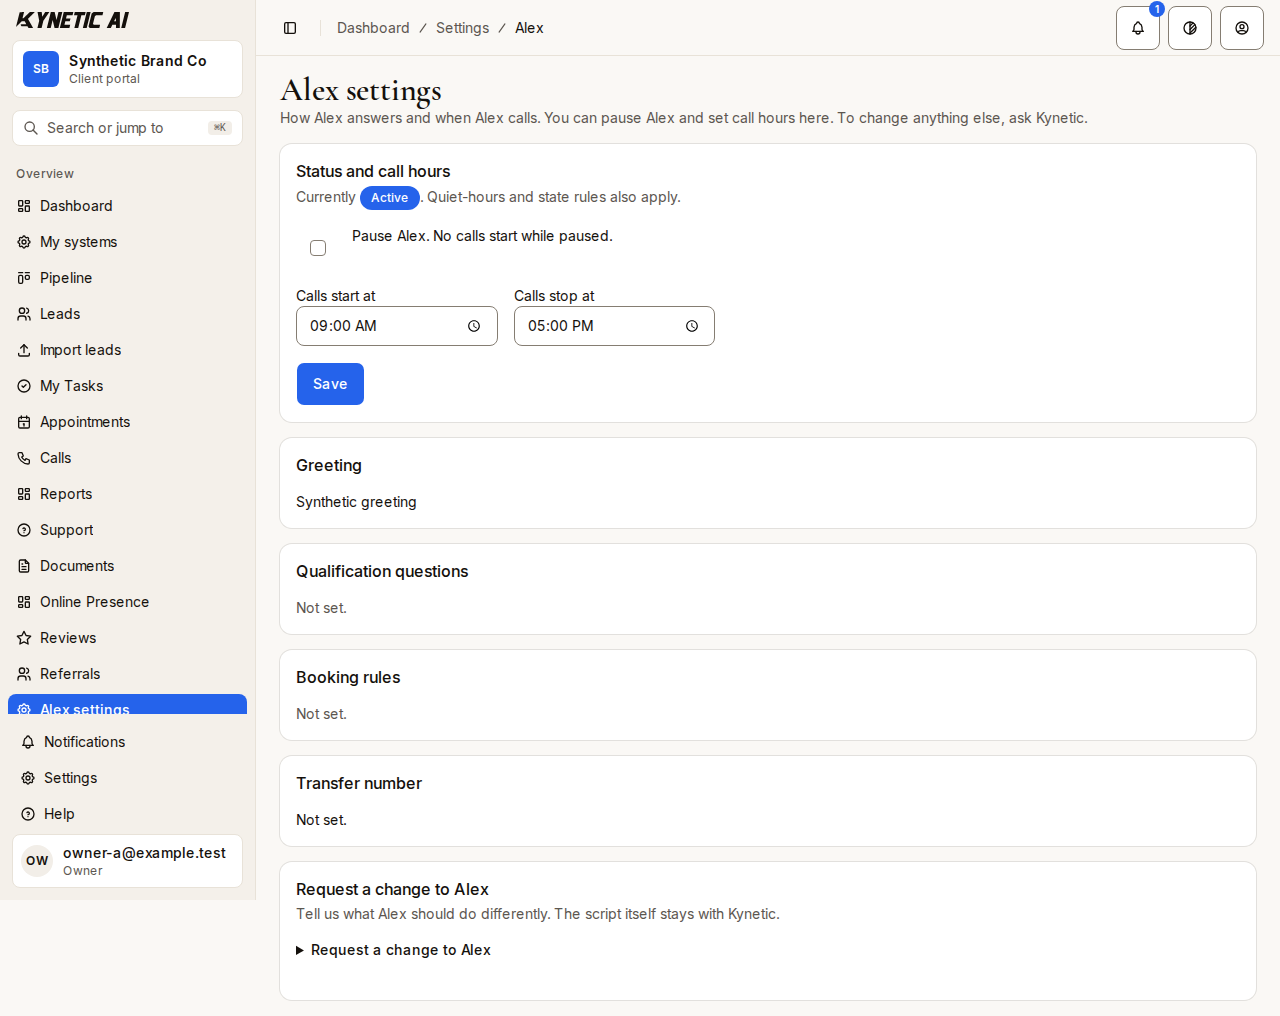 KYNETIC AI
SB
Synthetic Brand Co
Client portal
Search or jump to
⌘K
Overview
Dashboard
My systems
Pipeline
Leads
Import leads
My Tasks
Appointments
Calls
Reports
Support
Documents
Online Presence
Reviews
Referrals
Alex settings
Notifications
Settings
Help
OW
owner-a@example.test
Owner
Dashboard / Settings / Alex
1
Alex settings
How Alex answers and when Alex calls. You can pause Alex and set call hours here. To change anything else, ask Kynetic.
Status and call hours
Currently Active. Quiet-hours and state rules also apply.
Pause Alex. No calls start while paused.
Calls start at
Calls stop at
09:00 AM
05:00 PM
Save
Greeting
Synthetic greeting
Qualification questions
Not set.
Booking rules
Not set.
Transfer number
Not set.
Request a change to Alex
Tell us what Alex should do differently. The script itself stays with Kynetic.
Request a change to Alex